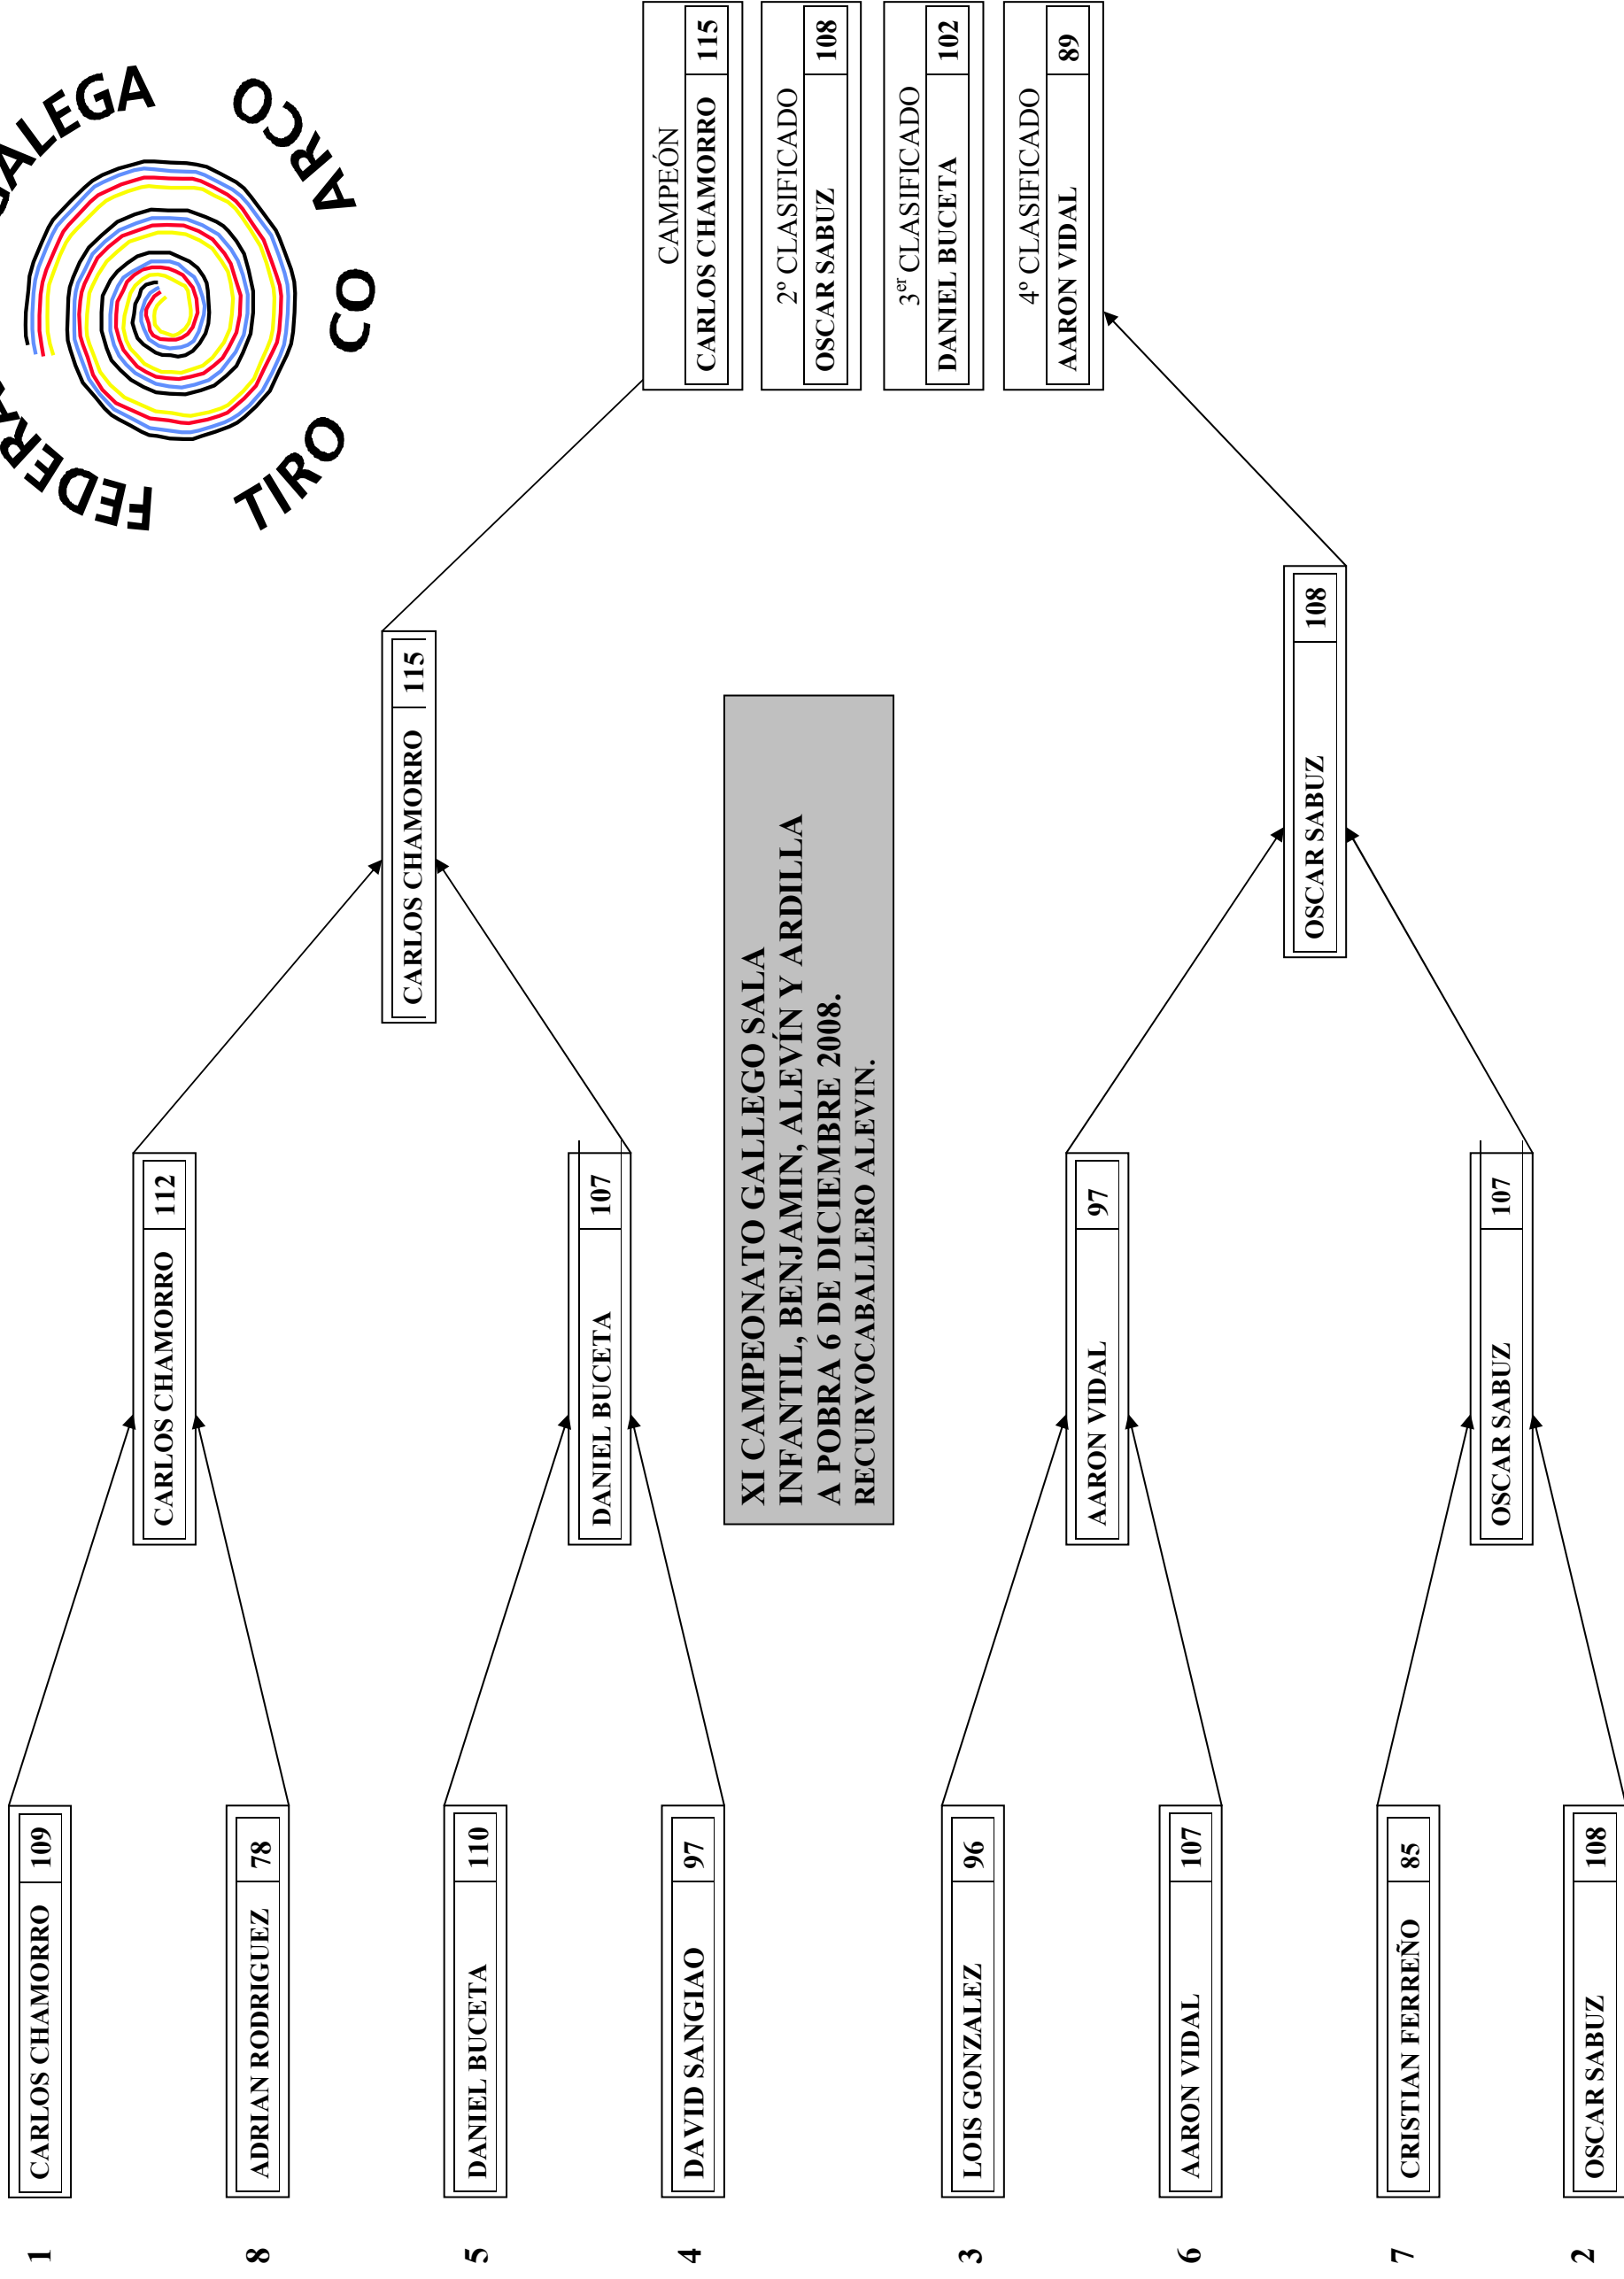 FEDERA
GALEGA
TIRO CO ARCO
1
CARLOS CHAMORRO 109
8
ADRIAN RODRIGUEZ 78
5
DANIEL BUCETA 110
4
DAVID SANGIAO 97
3
LOIS GONZALEZ 96
6
AARON VIDAL 107
7
CRISTIAN FERREÑO 85
2
OSCAR SABUZ 108
CARLOS CHAMORRO 112
DANIEL BUCETA 107
AARON VIDAL 97
OSCAR SABUZ 107
CARLOS CHAMORRO 115
OSCAR SABUZ 108
XI CAMPEONATO GALLEGO SALA
INFANTIL, BENJAMIN, ALEVÍN Y ARDILLA
A POBRA 6 DE DICIEMBRE 2008.
RECURVOCABALLERO ALEVIN.
CAMPEÓN
CARLOS CHAMORRO 115
2º CLASIFICADO
OSCAR SABUZ 108
3er CLASIFICADO
DANIEL BUCETA 102
4º CLASIFICADO
AARON VIDAL 89